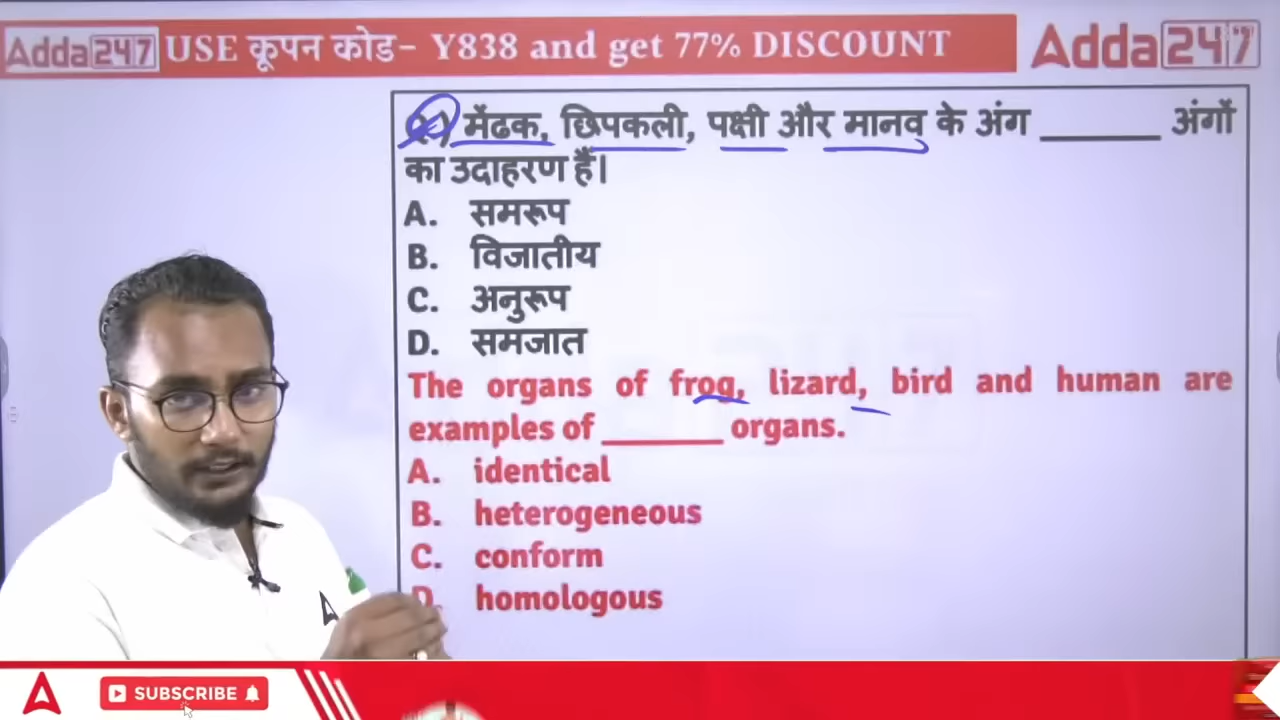 Adda247 USE कूपन कोड- Y838 and get 77% DISCOUNT Adda247
मेंढक, छिपकली, पक्षी और मानव के अंग ______ अंगों
का उदाहरण हैं।
A. समरूप
B. विजातीय
C. अनुरूप
D. समजात
The organs of frog, lizard, bird and human are
examples of ______ organs.
A. identical
B. heterogeneous
C. conform
D. homologous
SUBSCRIBE